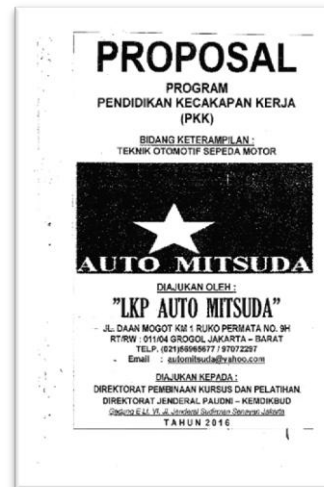 PROPOSAL
PROGRAM
PENDIDIKAN KECAKAPAN KERJA
(PKK)
BIDANG KETERAMPILAN :
TEKNIK OTOMOTIF SEPEDA MOTOR
AUTO MITSUDA
DIAJUKAN OLEH :
"LKP AUTO MITSUDA"
JL. DAAN MOGOT KM 1 RUKO PERMATA NO. 9H
RT/RW : 011/04 GROGOL JAKARTA – BARAT
TELP. (021)56965677 / 97072297
Email : automitsuda@yahoo.com
DIAJUKAN KEPADA :
DIREKTORAT PEMBINAAN KURSUS DAN PELATIHAN
DIREKTORAT JENDERAL PAUDNI – KEMDIKBUD
Gedung E Lt. VI, Jl. Jenderal Sudirman Senayan Jakarta
TAHUN 2016